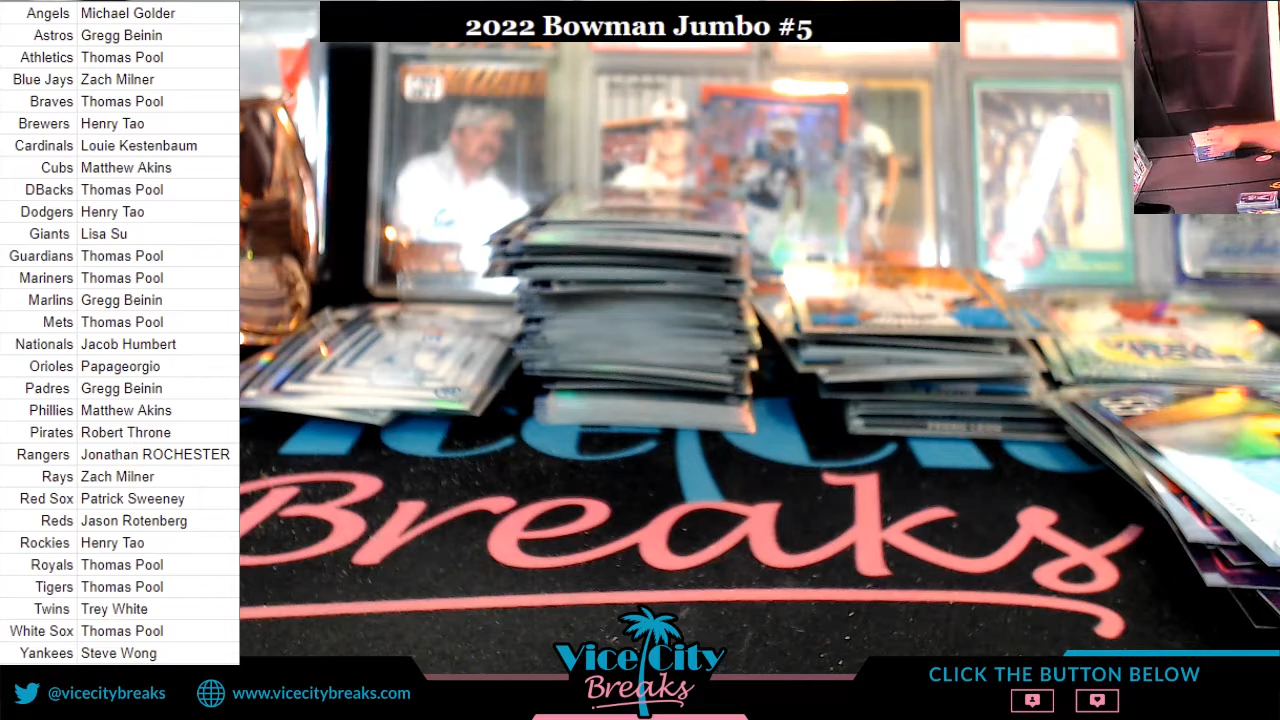 2022 Bowman Jumbo #5
Angels Michael Golder
Astros Gregg Beinin
Athletics Thomas Pool
Blue Jays Zach Milner
Braves Thomas Pool
Brewers Henry Tao
Cardinals Louie Kestenbaum
Cubs Matthew Akins
DBacks Thomas Pool
Dodgers Henry Tao
Giants Lisa Su
Guardians Thomas Pool
Mariners Thomas Pool
Marlins Gregg Beinin
Mets Thomas Pool
Nationals Jacob Humbert
Orioles Papageorgio
Padres Gregg Beinin
Phillies Matthew Akins
Pirates Robert Throne
Rangers Jonathan ROCHESTER
Rays Zach Milner
Red Sox Patrick Sweeney
Reds Jason Rotenberg
Rockies Henry Tao
Royals Thomas Pool
Tigers Thomas Pool
Twins Trey White
White Sox Thomas Pool
Yankees Steve Wong
Breaks
Vice City
Breaks
@vicecitybreaks
www.vicecitybreaks.com
CLICK THE BUTTON BELOW